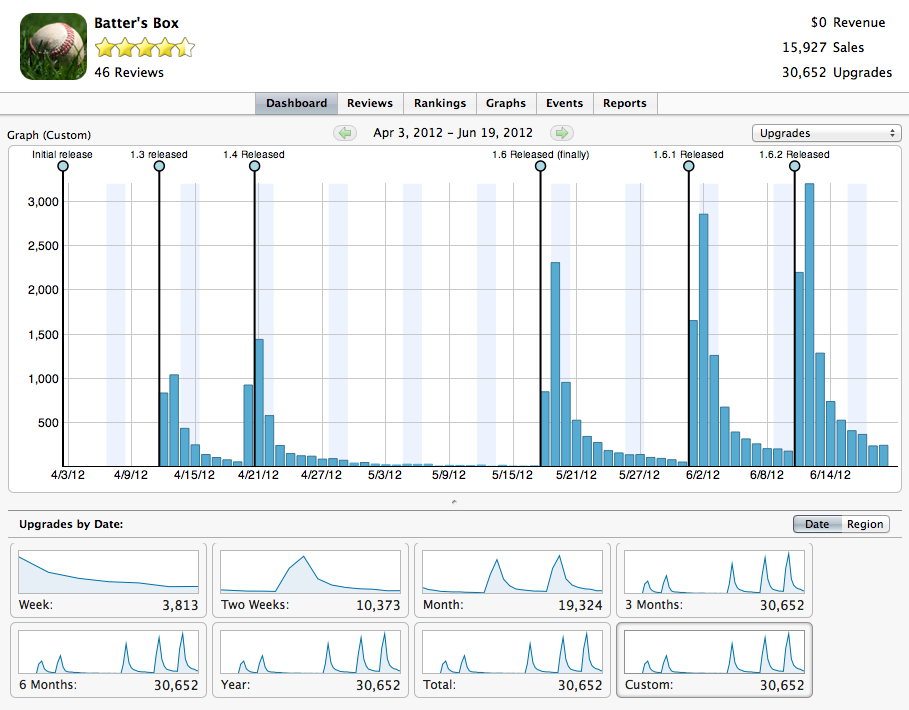 Batter's Box
46 Reviews
$0 Revenue
15,927 Sales
30,652 Upgrades
Dashboard Reviews Rankings Graphs Events Reports
Graph (Custom)
Apr 3, 2012 – Jun 19, 2012
Upgrades
Initial release 1.3 released 1.4 Released 1.6 Released (finally) 1.6.1 Released 1.6.2 Released
3,000
2,500
2,000
1,500
1,000
500
4/3/12 4/9/12 4/15/12 4/21/12 4/27/12 5/3/12 5/9/12 5/15/12 5/21/12 5/27/12 6/2/12 6/8/12 6/14/12
Upgrades by Date:
Date Region
Week: 3,813
Two Weeks: 10,373
Month: 19,324
3 Months: 30,652
6 Months: 30,652
Year: 30,652
Total: 30,652
Custom: 30,652